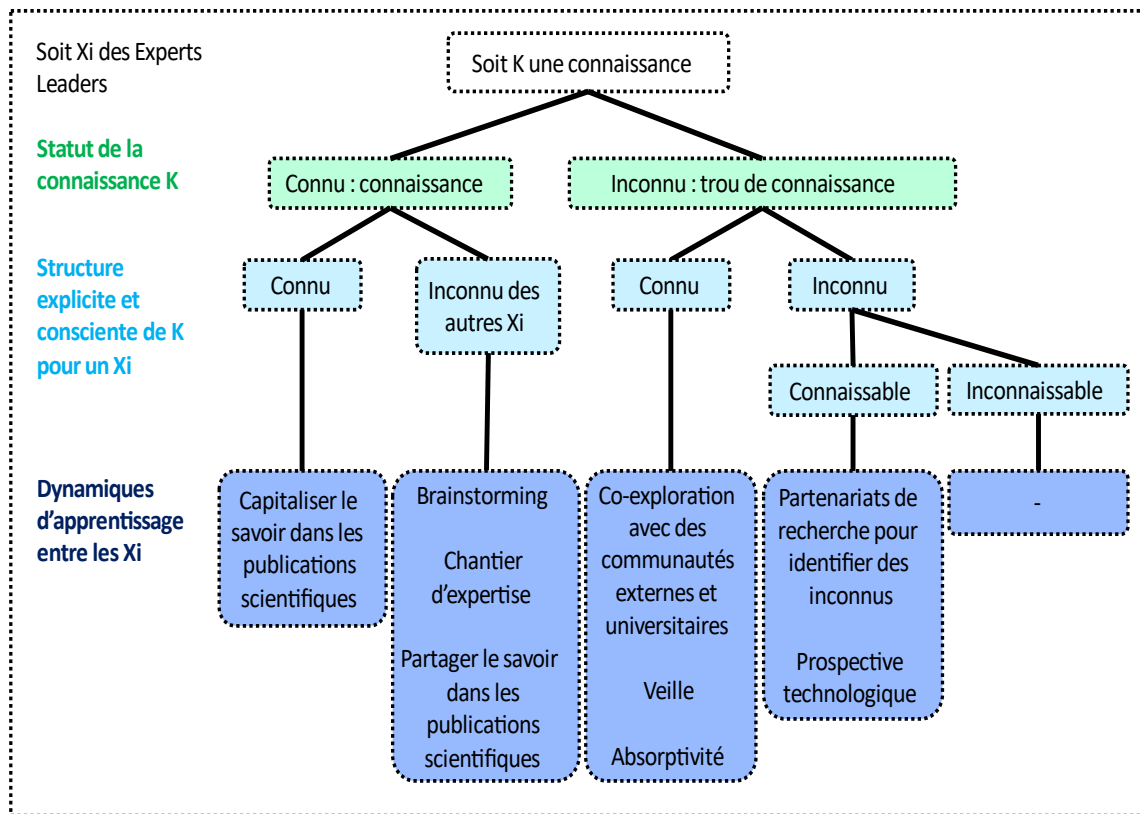 Soit Xi des Experts
Leaders
Soit K une connaissance
Statut de la
connaissance K
Connu : connaissance
Inconnu : trou de connaissance
Structure
explicite et
consciente de K
pour un Xi
Connu
Inconnu des
autres Xi
Connu
Inconnu
Connaissable
Inconnaissable
Dynamiques
d'apprentissage
entre les Xi
Capitaliser le
savoir dans les
publications
scientifiques
Brainstorming
Chantier
d'expertise
Partager le savoir
dans les
publications
scientifiques
Co-exploration
avec des
communautés
externes et
universitaires
Veille
Absorptivité
Partenariats de
recherche pour
identifier des
inconnus
Prospective
technologique
-